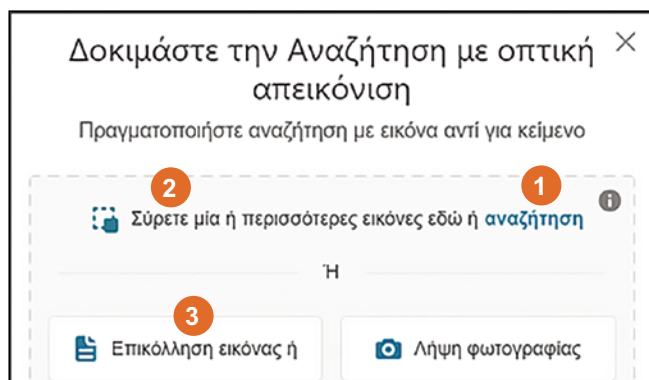 Δοκιμάστε την Αναζήτηση με οπτική
απεικόνιση
Πραγματοποιήστε αναζήτηση με εικόνα αντί για κείμενο
2
1
Σύρετε μία ή περισσότερες εικόνες εδώ ή αναζήτηση
Ή
3
Επικόλληση εικόνας ή
Λήψη φωτογραφίας